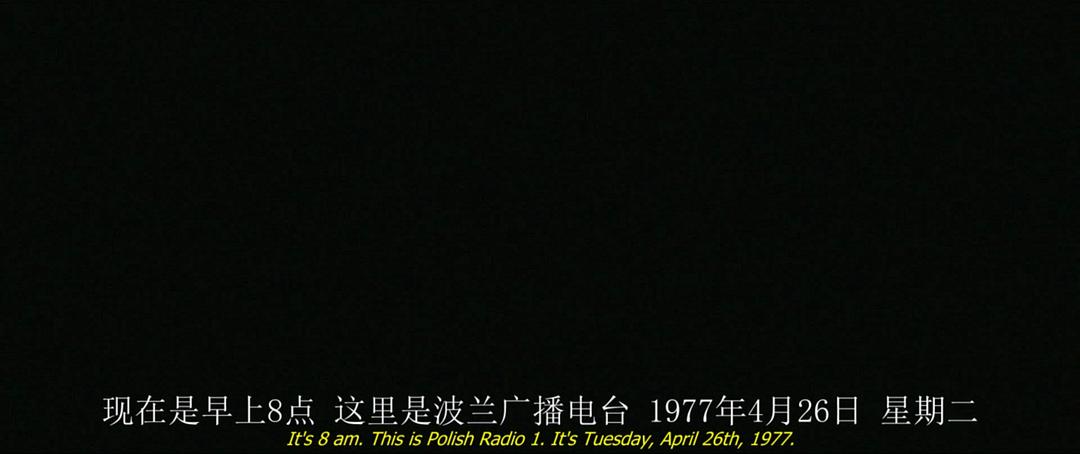 现在是早上8点 这里是波兰广播电台 1977年4月26日 星期二
It's 8 am. This is Polish Radio 1. It's Tuesday, April 26th, 1977.